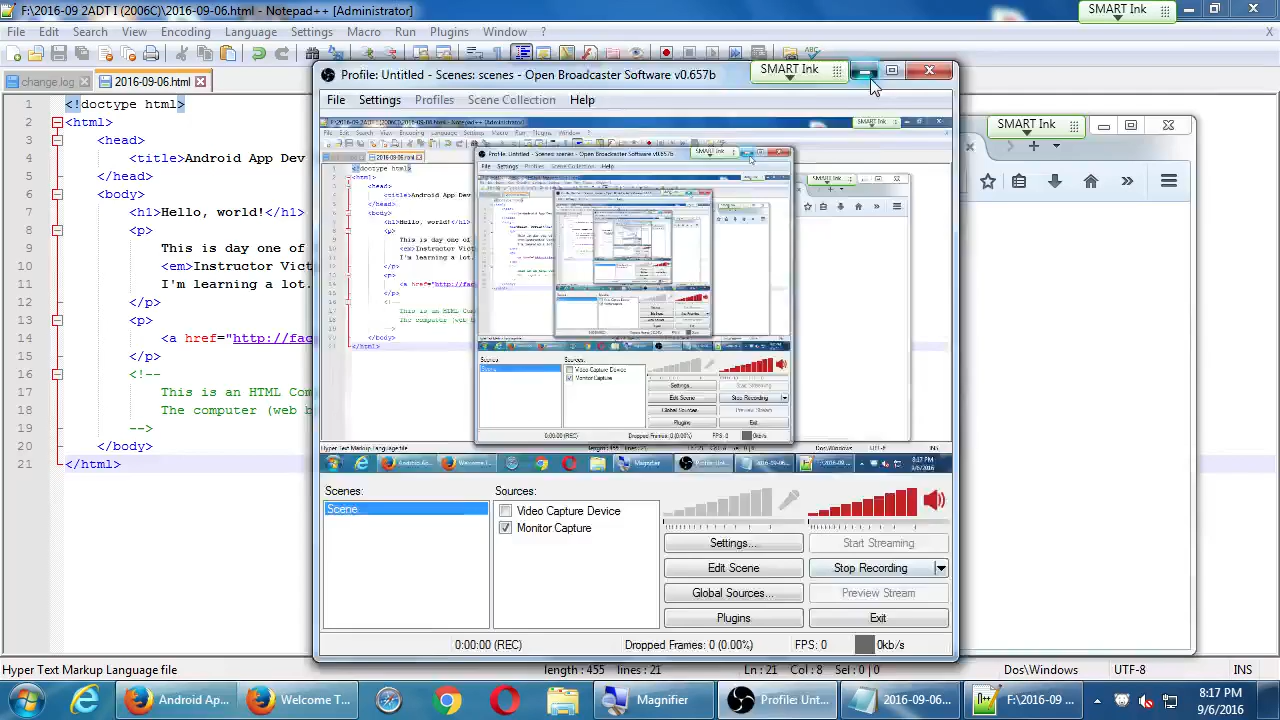 F:\2016-09 2ADT I (2006C)\2016-09-06.html - Notepad++ [Administrator]
SMART Ink
File Edit Search View Encoding Language Settings Macro Run Plugins Window ?
change.log
2016-09-06.html
1 <!doctype html>
2 <html>
3 <head>
4 <title>Android App Dev
5 </head>
6 <body>
7 <h1>Hello, world!</h1>
8 <p>
9 This is day one of
10 <em>Instructor Vict
11 I'm learning a lot.
12 </p>
13 <p>
14 <a href="http://fac
15 </p>
16 <!--
17 This is an HTML Com
18 The computer (web b
19 -->
20 </body>
21 </html>
Profile: Untitled - Scenes: scenes - Open Broadcaster Software v0.657b
SMART Ink
File Settings Profiles Scene Collection Help
SMART Ink
Scenes:
Scene
Sources:
Video Capture Device
Monitor Capture
Settings...
Start Streaming
Edit Scene
Stop Recording
Global Sources...
Preview Stream
Plugins
Exit
0:00:00 (REC)
Dropped Frames: 0 (0.00%)
FPS: 0
0kb/s
Hyper Text Markup Language file
length : 455 lines : 21
Ln : 21 Col : 8 Sel : 0 | 0
Dos\Windows
UTF-8
INS
Android Ap...
Welcome T...
Magnifier
Profile: Unt...
2016-09-06...
F:\2016-09 ...
8:17 PM
9/6/2016